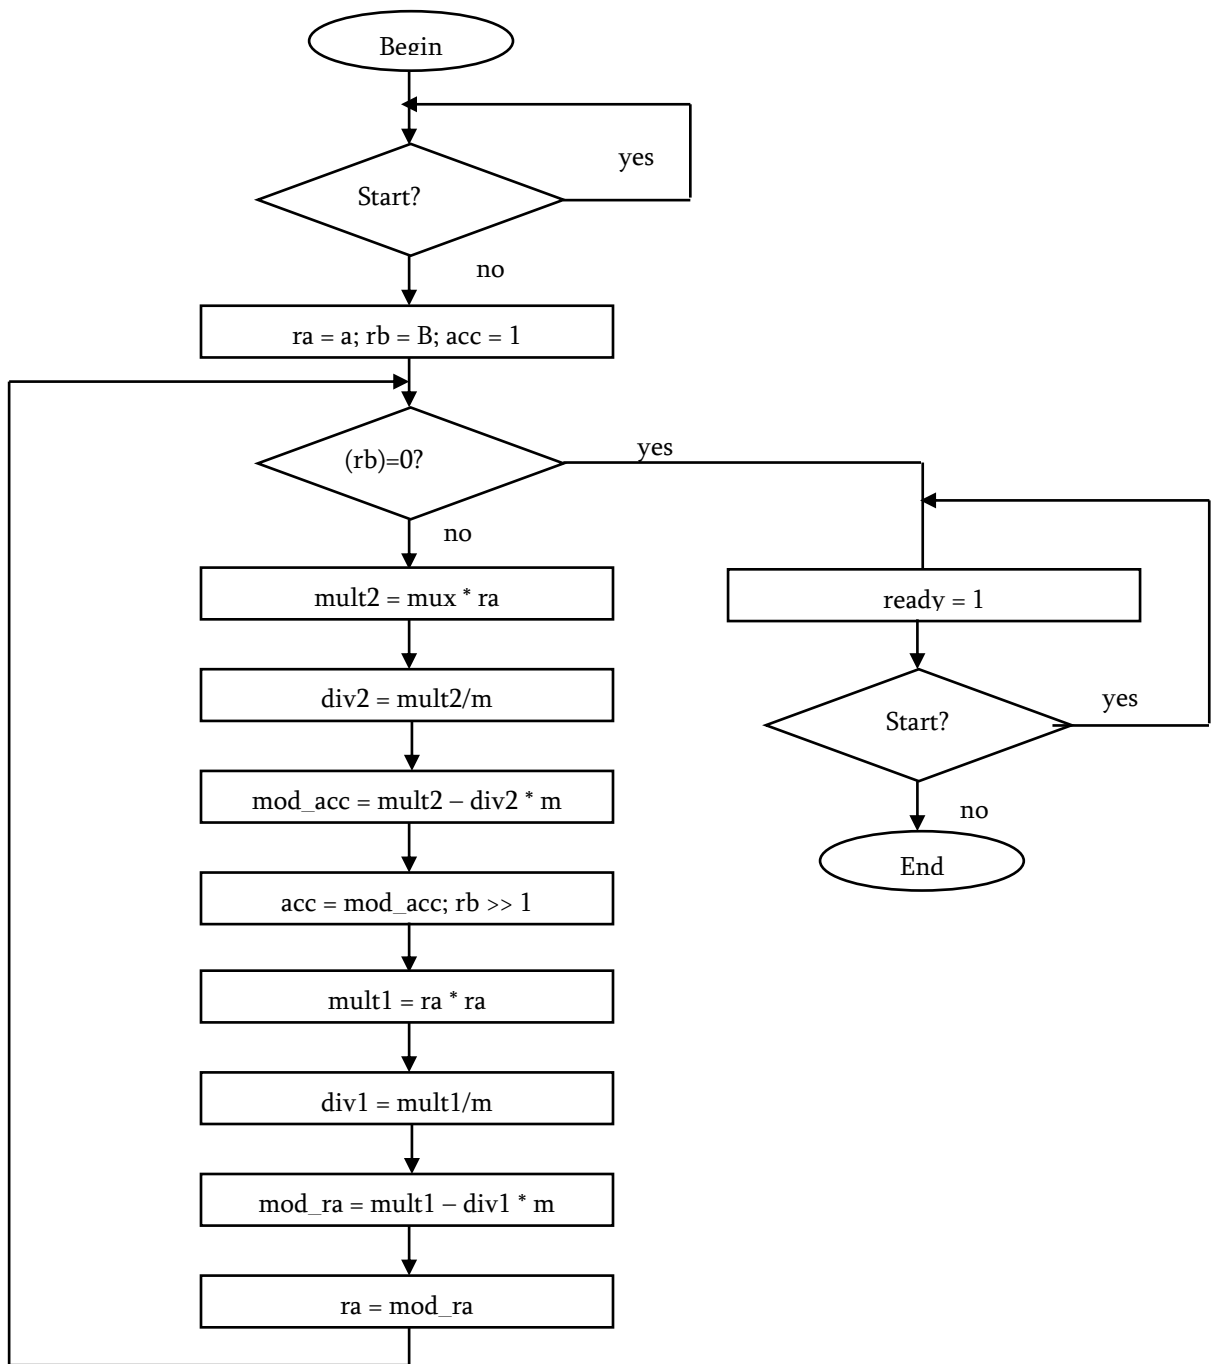 Begin
yes
Start?
no
ra = a; rb = B; acc = 1
(rb)=0?
yes
no
mult2 = mux * ra
ready = 1
div2 = mult2/m
Start?
yes
mod_acc = mult2 – div2 * m
no
End
acc = mod_acc; rb >> 1
mult1 = ra * ra
div1 = mult1/m
mod_ra = mult1 – div1 * m
ra = mod_ra